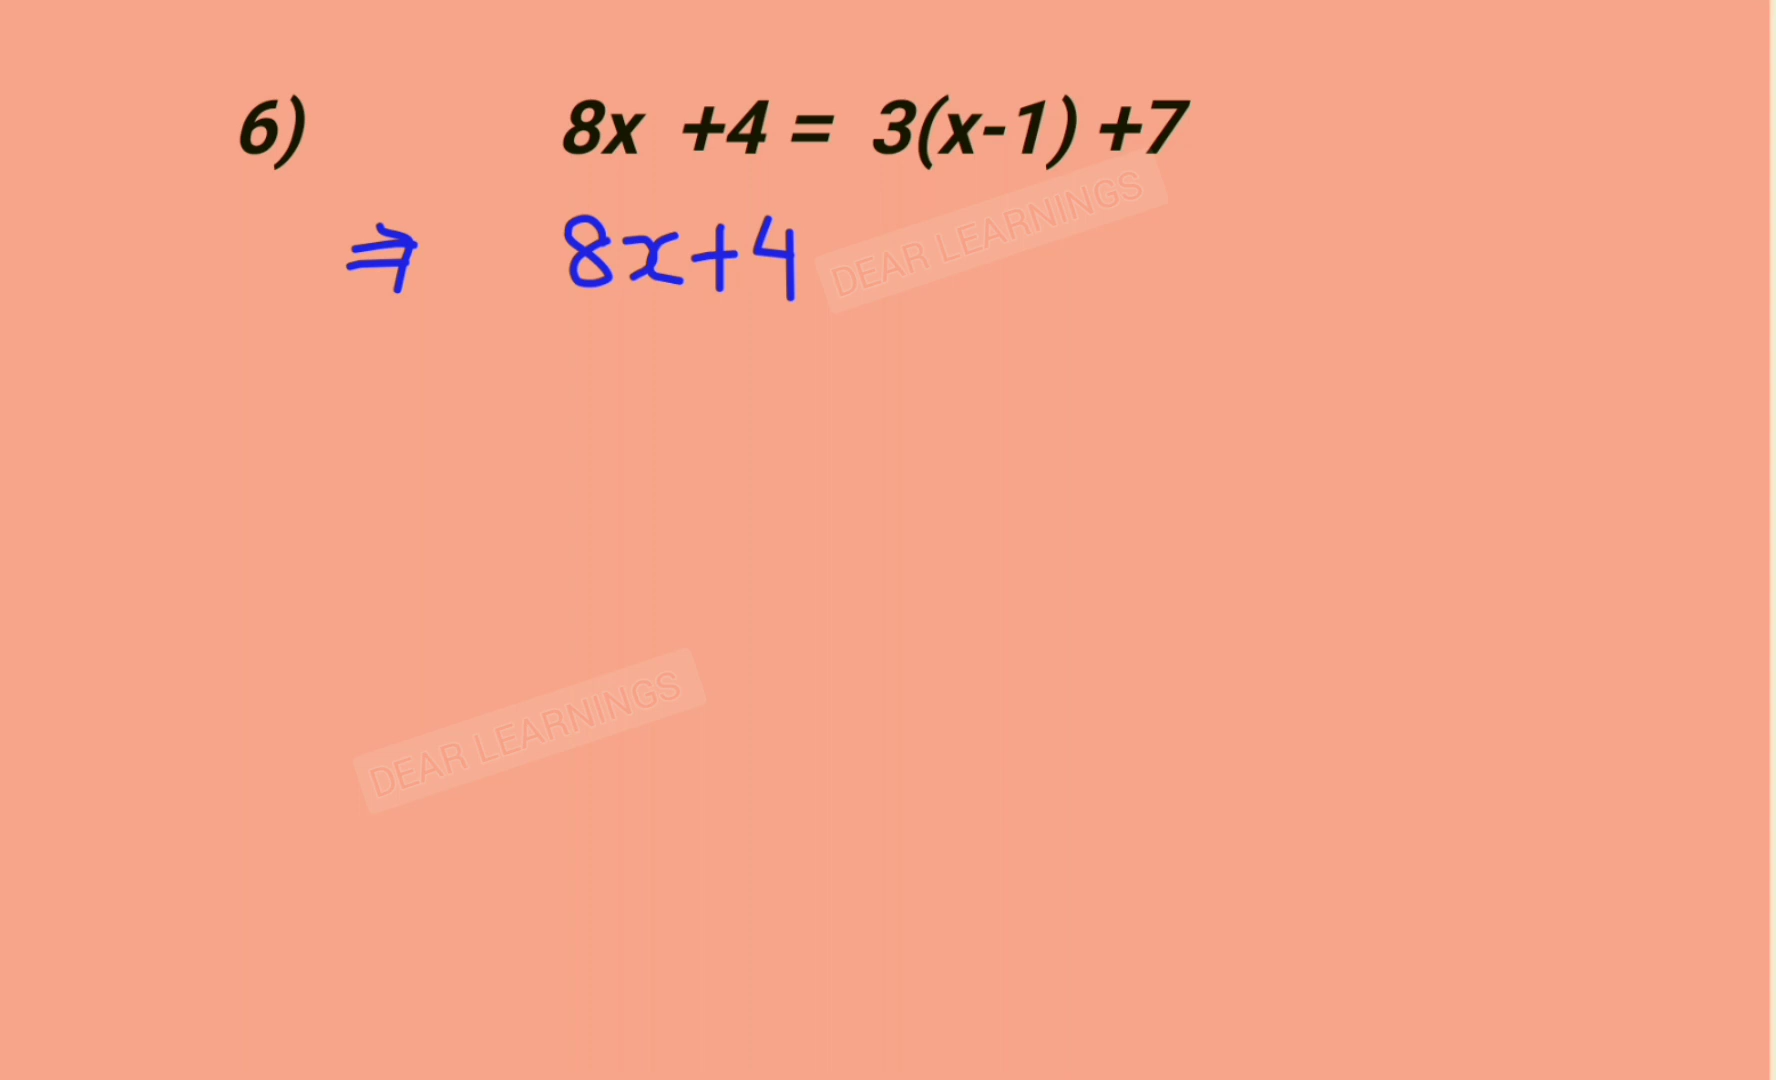 6) 8x +4 = 3(x-1) +7
⇒ 8x+4
DEAR LEARNINGS
DEAR LEARNINGS